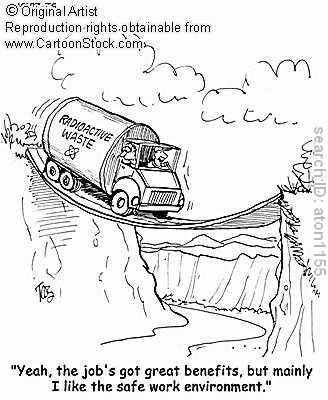 © Original Artist
Reproduction rights obtainable from
www.CartoonStock.com
RADIOACTIVE
WASTE
search ID: aton1155
"Yeah, the job's got great benefits, but mainly
I like the safe work environment."